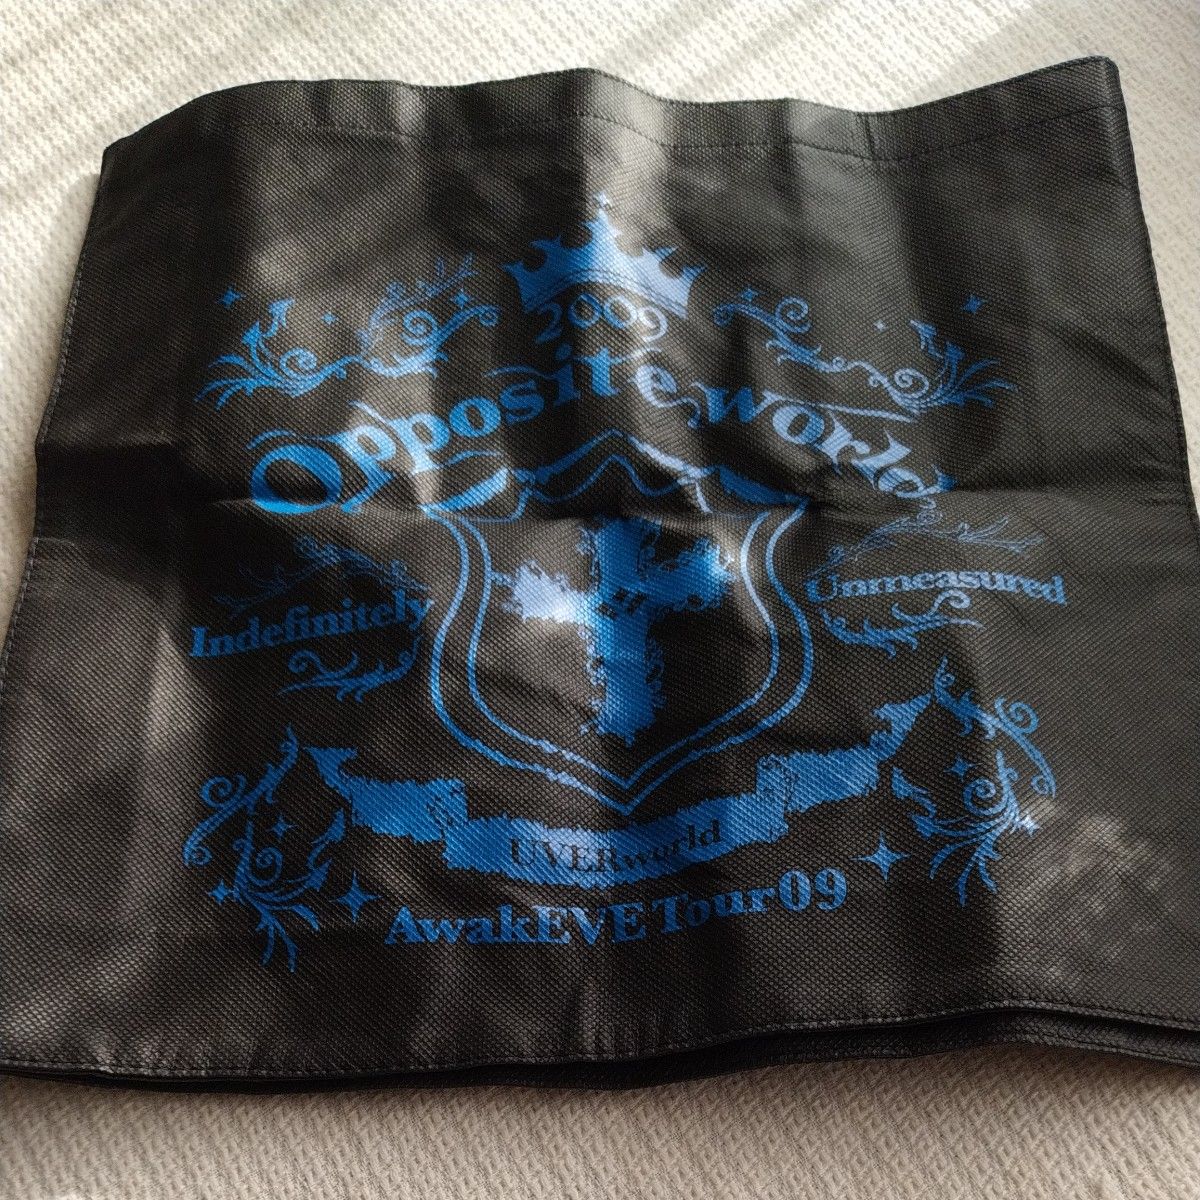 2009
Opposite world
Indefinitely
Unmeasured
UVERworld
AwakEVE Tour09